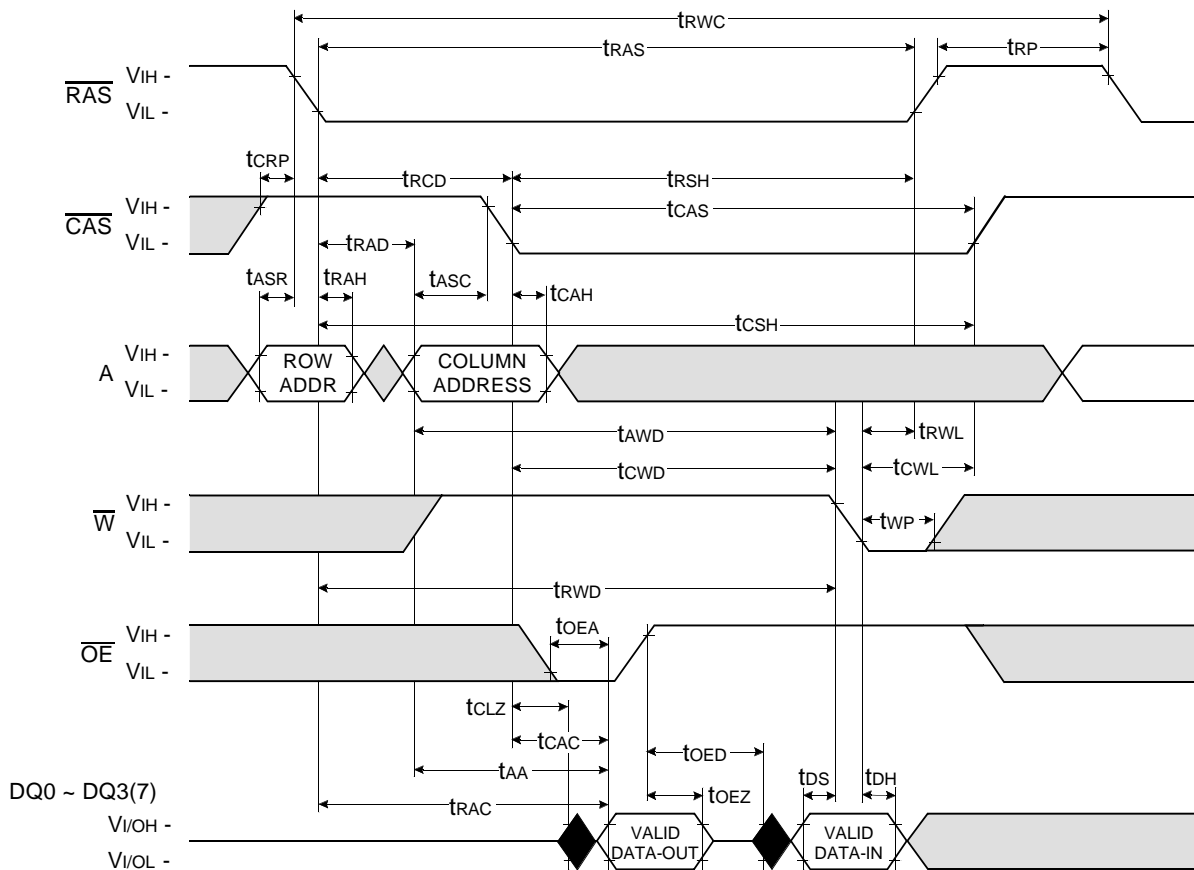 tRWC
tRAS
tRP
RAS
VIH -
VIL -
tCRP
tRCD
tRSH
CAS
VIH -
VIL -
tCAS
tRAD
tASR
tRAH
tASC
tCAH
tCSH
A
VIH -
VIL -
ROW
ADDR
COLUMN
ADDRESS
tAWD
tRWL
tCWD
tCWL
W
VIH -
VIL -
tWP
tRWD
OE
VIH -
VIL -
tOEA
tCLZ
tCAC
tOED
tAA
tOEZ
tDS
tDH
DQ0 ~ DQ3(7)
tRAC
VI/OH -
VI/OL -
VALID
DATA-OUT
VALID
DATA-IN